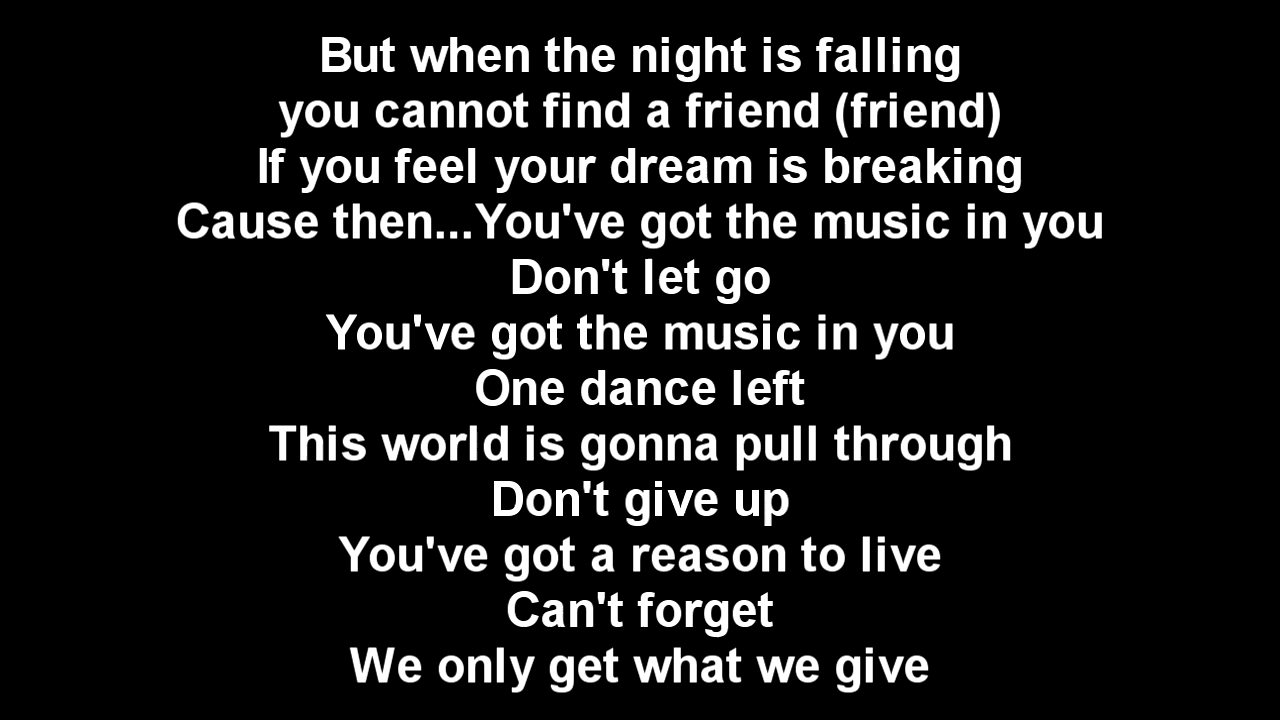 But when the night is falling
you cannot find a friend (friend)
If you feel your dream is breaking
Cause then...You've got the music in you
Don't let go
You've got the music in you
One dance left
This world is gonna pull through
Don't give up
You've got a reason to live
Can't forget
We only get what we give